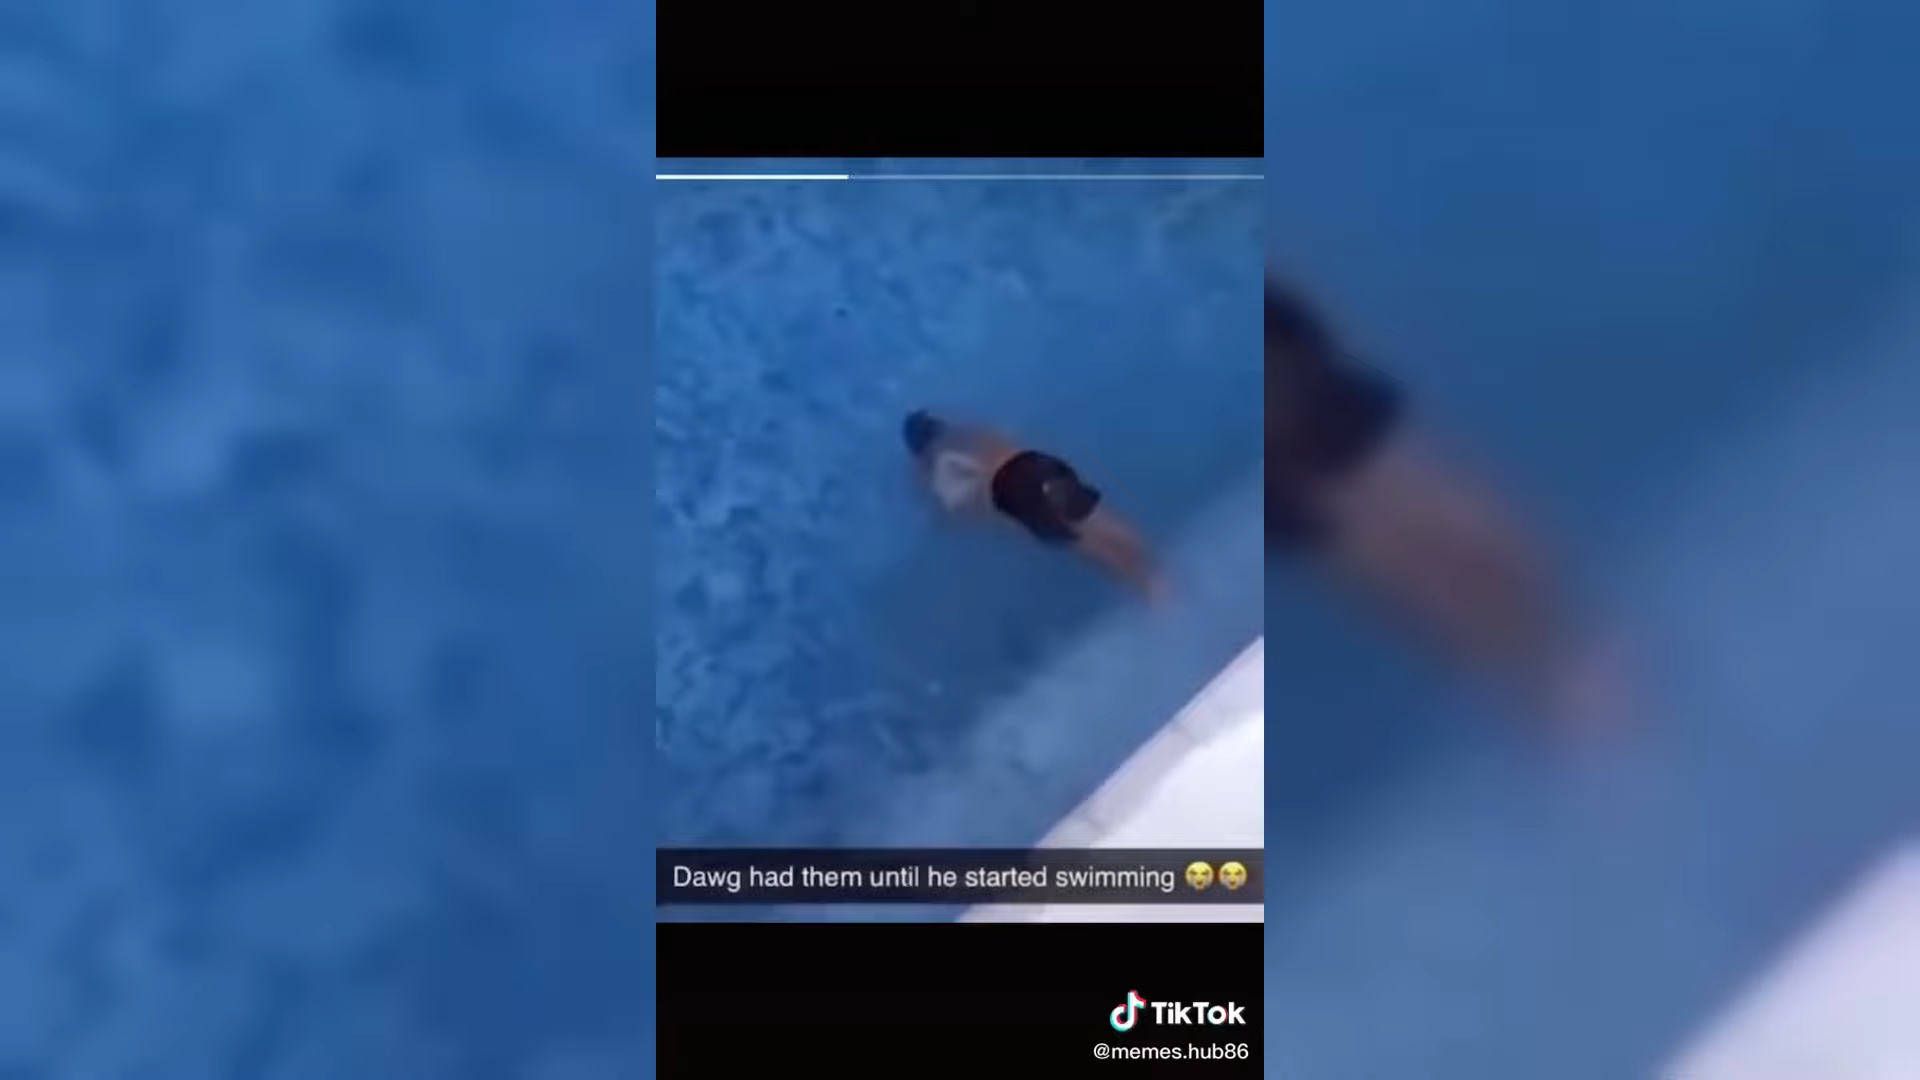 Dawg had them until he started swimming 😭😭
TikTok
@memes.hub86